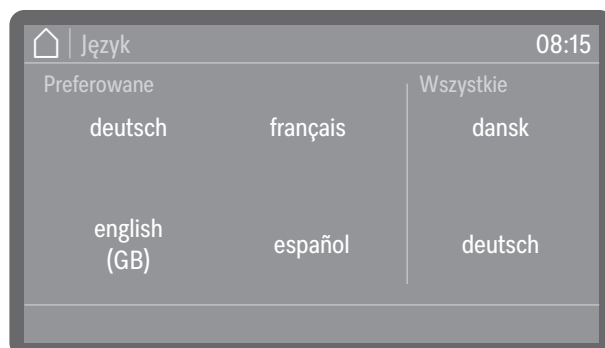 Język 08:15
Preferowane Wszystkie
deutsch français dansk
english
(GB) español deutsch